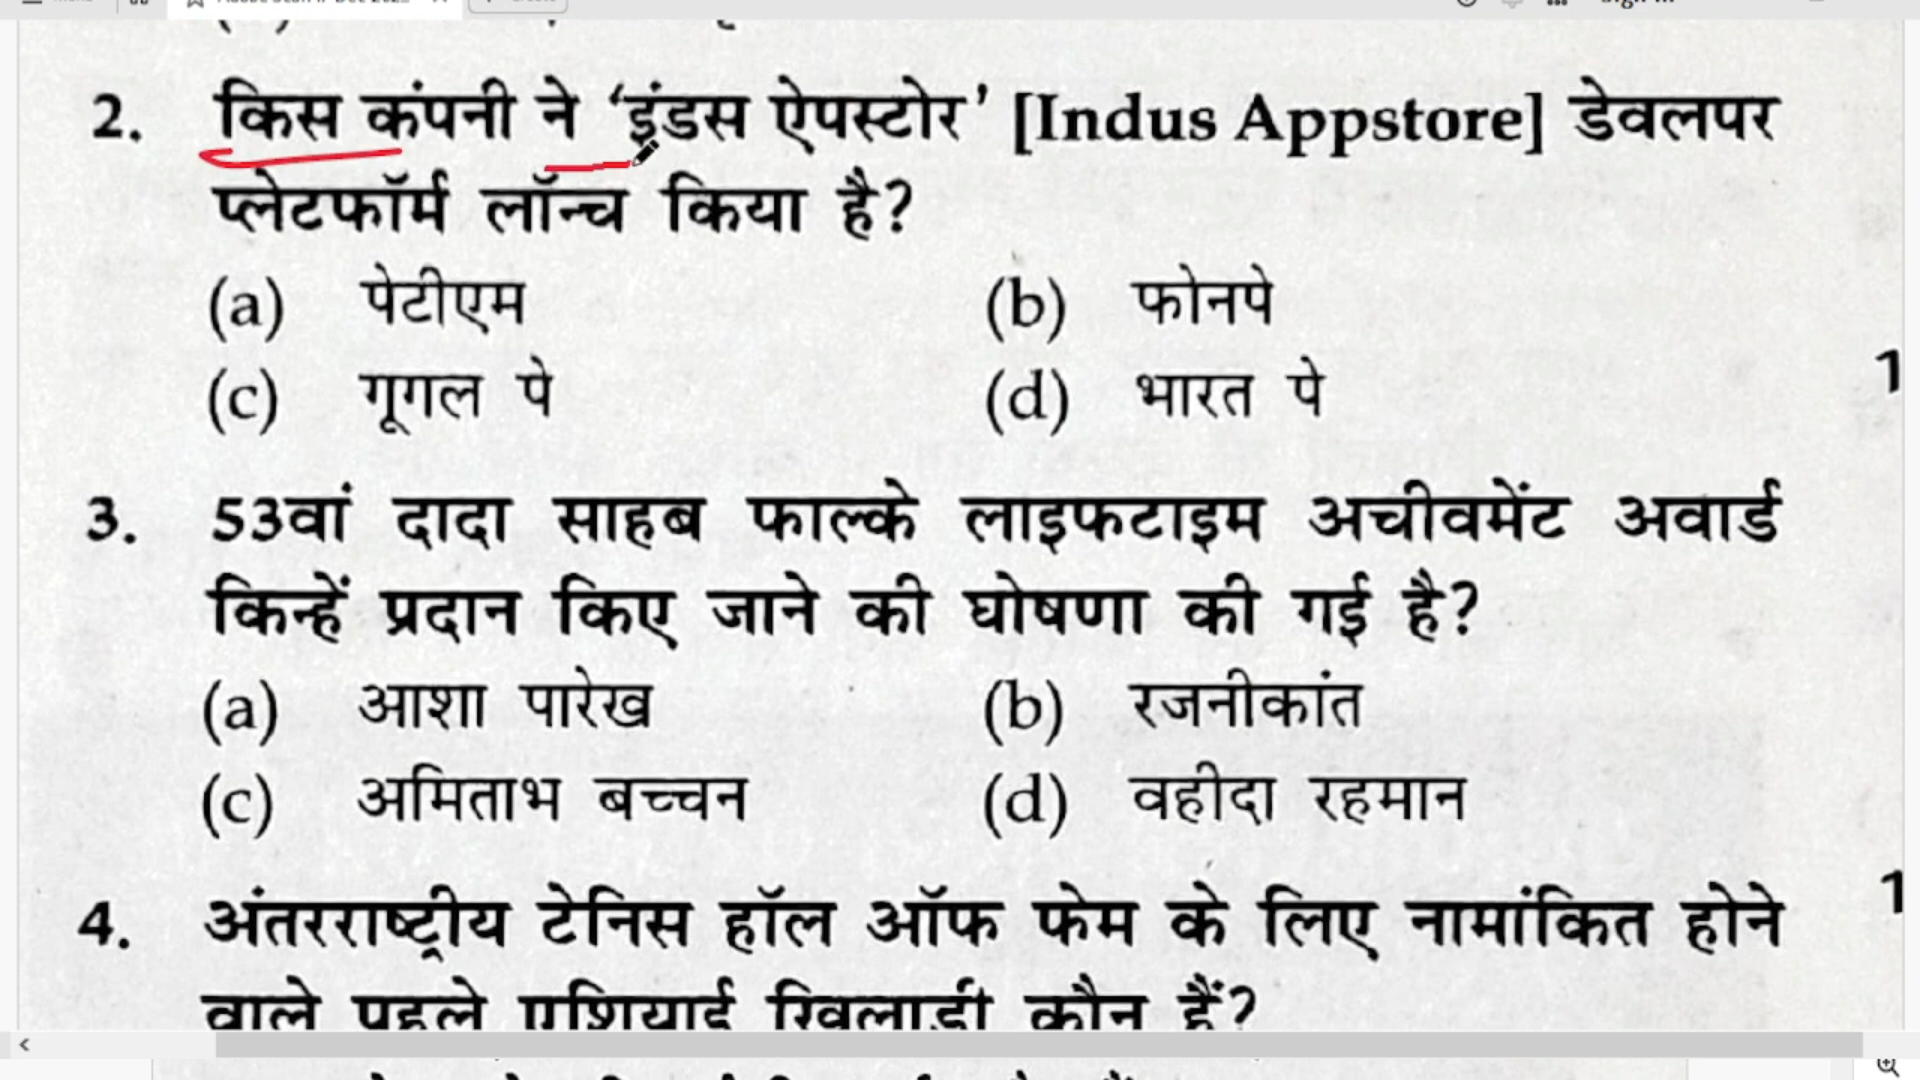 2. किस कंपनी ने ‘इंडस ऐपस्टोर’ [Indus Appstore] डेवलपर
प्लेटफॉर्म लॉन्च किया है?
(a) पेटीएम (b) फोनपे
(c) गूगल पे (d) भारत पे
1
3. 53वां दादा साहब फाल्के लाइफटाइम अचीवमेंट अवार्ड
किन्हें प्रदान किए जाने की घोषणा की गई है?
(a) आशा पारेख (b) रजनीकांत
(c) अमिताभ बच्चन (d) वहीदा रहमान
1
4. अंतरराष्ट्रीय टेनिस हॉल ऑफ फेम के लिए नामांकित होने
वाले पहले एशियाई खिलाड़ी कौन हैं?